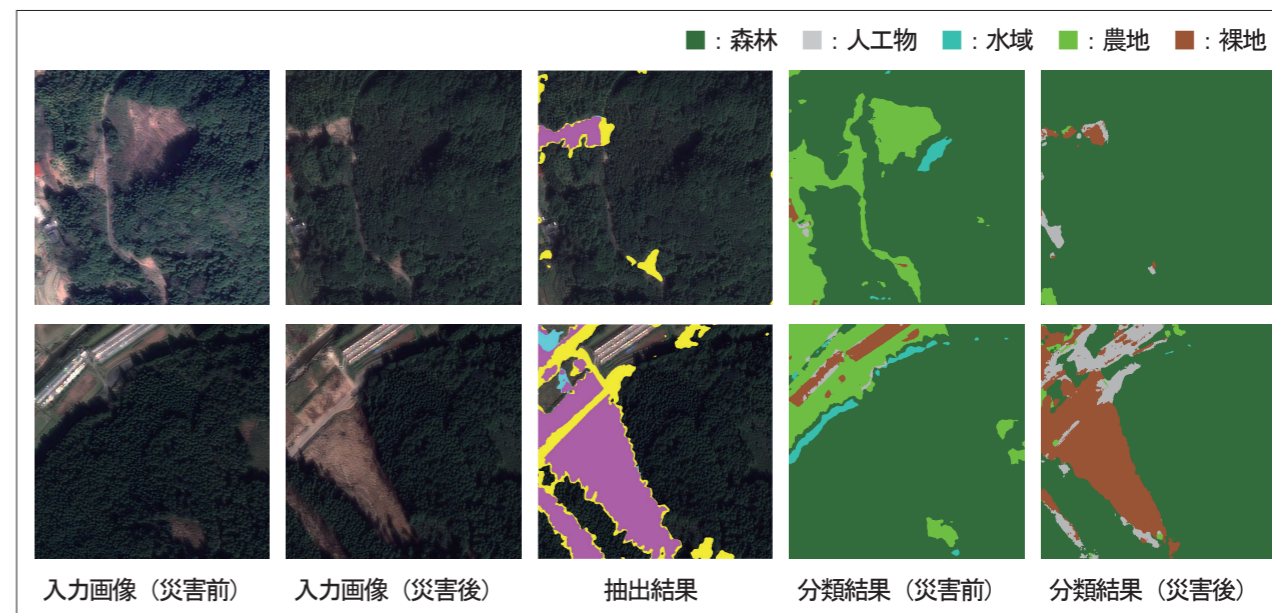 ■：森林 ■：人工物 ■：水域 ■：農地 ■：裸地
入力画像（災害前） 入力画像（災害後） 抽出結果 分類結果（災害前） 分類結果（災害後）